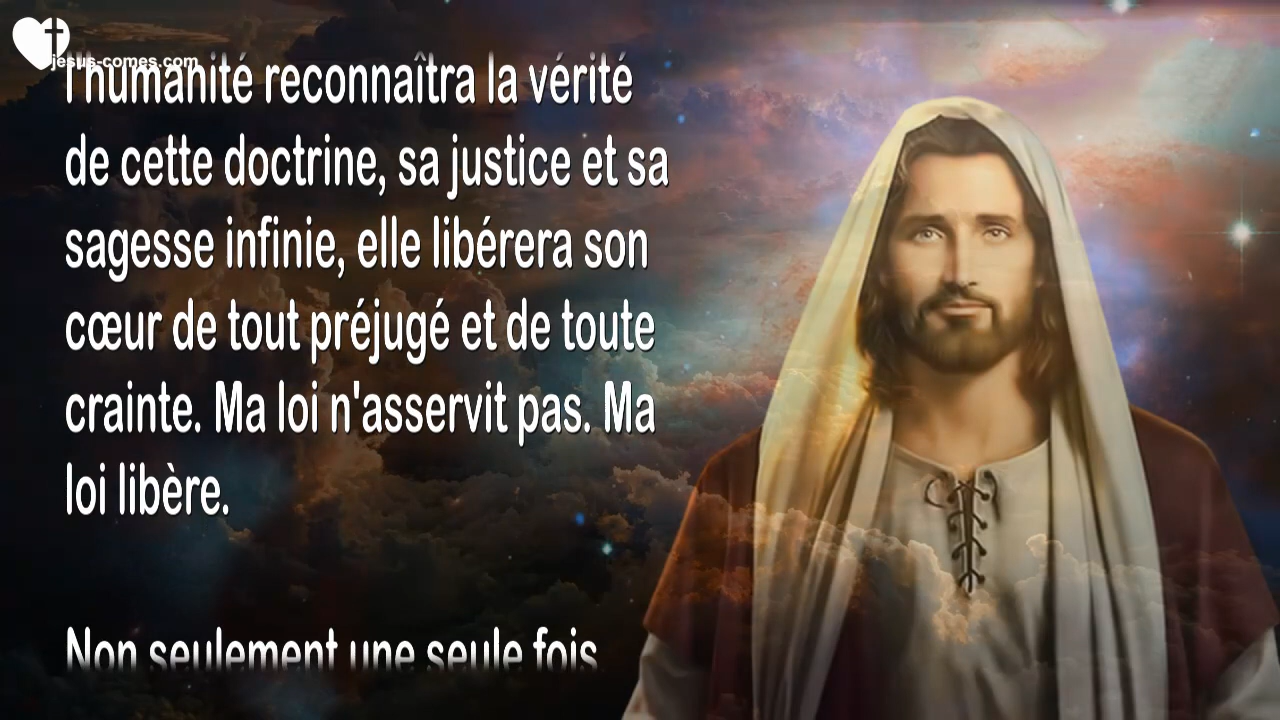 jesus-comes.com
l'humanité reconnaîtra la vérité
de cette doctrine, sa justice et sa
sagesse infinie, elle libérera son
cœur de tout préjugé et de toute
crainte. Ma loi n'asservit pas. Ma
loi libère.
Non seulement une seule fois